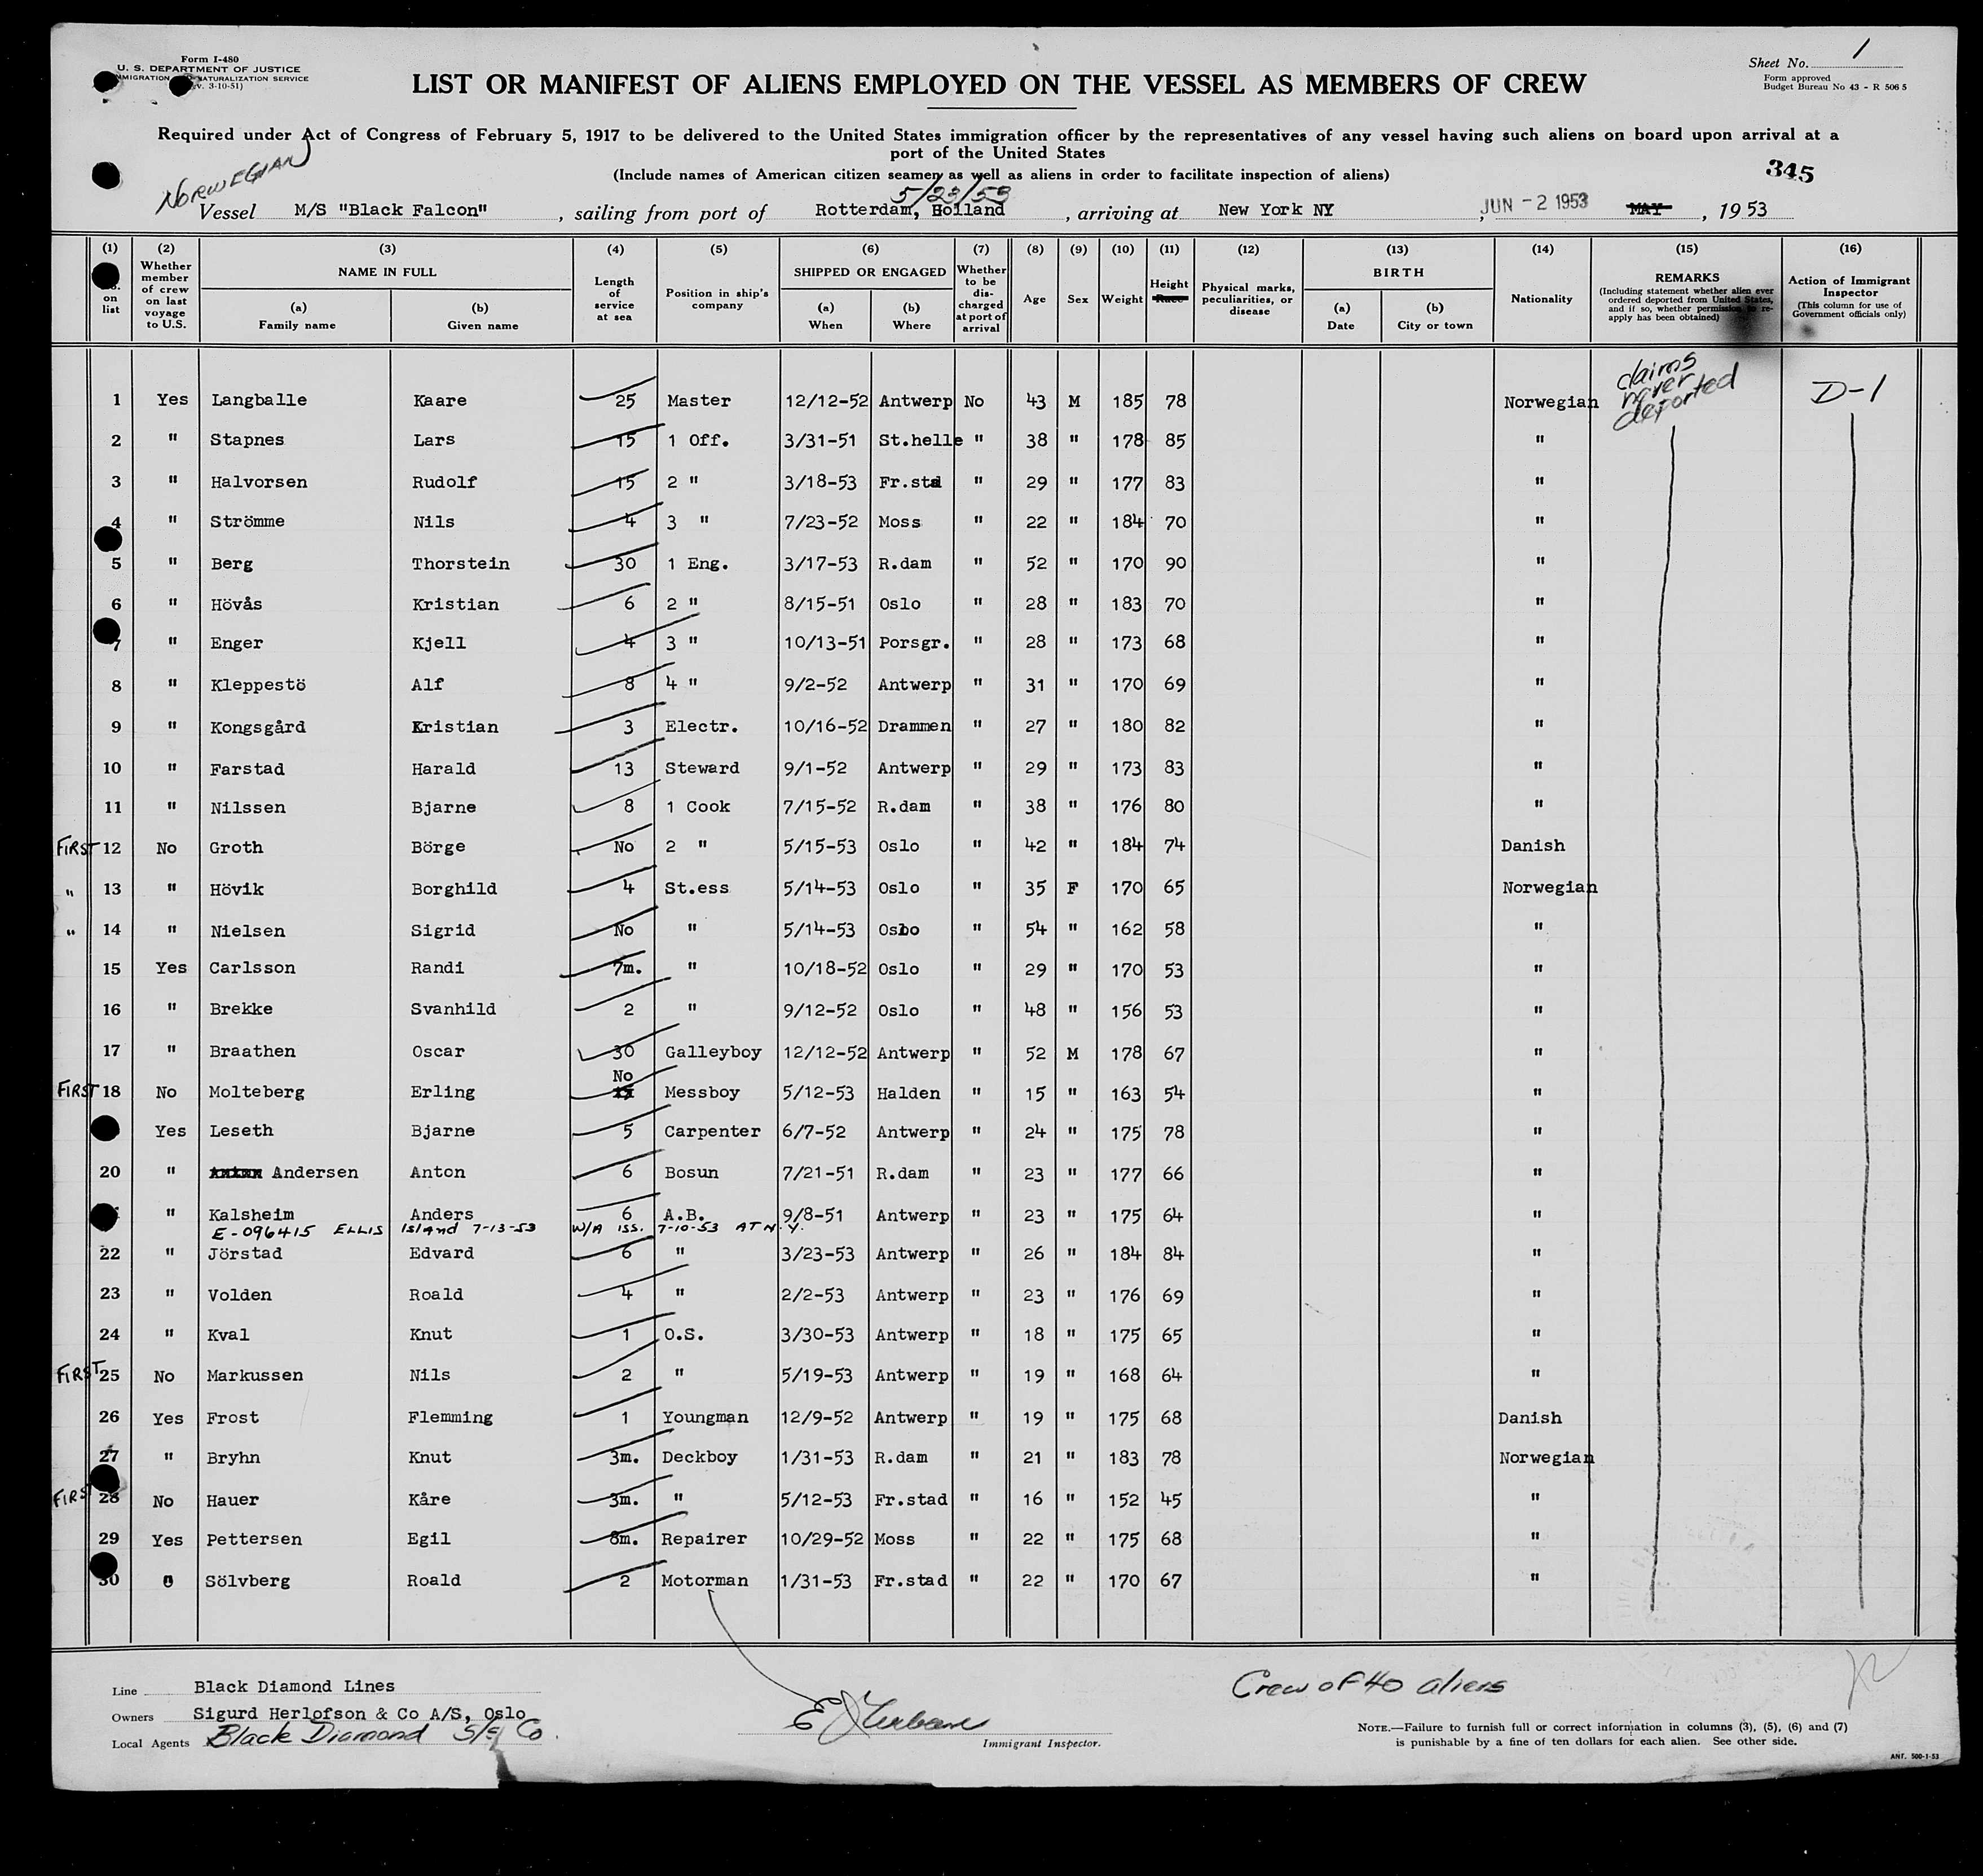 Form I-480
U. S. DEPARTMENT OF JUSTICE
IMMIGRATION NATURALIZATION SERVICE
(Rev. 3-10-51)
Sheet No. 1
Form approved
Budget Bureau No 43 - R 506 5
LIST OR MANIFEST OF ALIENS EMPLOYED ON THE VESSEL AS MEMBERS OF CREW
Required under Act of Congress of February 5, 1917 to be delivered to the United States immigration officer by the representatives of any vessel having such aliens on board upon arrival at a
port of the United States
(Include names of American citizen seamen as well as aliens in order to facilitate inspection of aliens)
345
NORWEGIAN
5/23/53
Vessel M/S "Black Falcon" , sailing from port of Rotterdam, Holland , arriving at New York NY , JUN - 2 1953 MAY , 1953
(1) (2) (3) (4) (5) (6) (7) (8) (9) (10) (11) (12) (13) (14) (15) (16)
No. on list
Whether member of crew on last voyage to U.S.
NAME IN FULL
(a) Family name
(b) Given name
Length of service at sea
Position in ship's company
SHIPPED OR ENGAGED
(a) When
(b) Where
Whether to be discharged at port of arrival
Age
Sex
Weight
Height
Race
Physical marks, peculiarities, or disease
BIRTH
(a) Date
(b) City or town
Nationality
REMARKS
(Including statement whether alien ever ordered deported from United States, and if so, whether permission to re-apply has been obtained)
Action of Immigrant Inspector
(This column for use of Government officials only)
claims never deported
D-1
1 Yes Langballe Kaare 25 Master 12/12-52 Antwerp No 43 M 185 78 Norwegian
2 " Stapnes Lars 15 1 Off. 3/31-51 St.helle " 38 " 178 85 "
3 " Halvorsen Rudolf 15 2 " 3/18-53 Fr.std " 29 " 177 83 "
4 " Strömme Nils 4 3 " 7/23-52 Moss " 22 " 184 70 "
5 " Berg Thorstein 30 1 Eng. 3/17-53 R.dam " 52 " 170 90 "
6 " Hövås Kristian 6 2 " 8/15-51 Oslo " 28 " 183 70 "
7 " Enger Kjell 4 3 " 10/13-51 Porsgr. " 28 " 173 68 "
8 " Kleppestö Alf 8 4 " 9/2-52 Antwerp " 31 " 170 69 "
9 " Kongsgård Kristian 3 Electr. 10/16-52 Drammen " 27 " 180 82 "
10 " Farstad Harald 13 Steward 9/1-52 Antwerp " 29 " 173 83 "
11 " Nilssen Bjarne 8 1 Cook 7/15-52 R.dam " 38 " 176 80 "
FIRST 12 No Groth Börge No 2 " 5/15-53 Oslo " 42 " 184 74 Danish
" 13 " Hövik Borghild 4 St.ess 5/14-53 Oslo " 35 F 170 65 Norwegian
" 14 " Nielsen Sigrid No " 5/14-53 Oslo " 54 " 162 58 "
15 Yes Carlsson Randi 7m. " 10/18-52 Oslo " 29 " 170 53 "
16 " Brekke Svanhild 2 " 9/12-52 Oslo " 48 " 156 53 "
17 " Braathen Oscar 30 Galleyboy 12/12-52 Antwerp " 52 M 178 67 "
FIRST 18 No Molteberg Erling No Messboy 5/12-53 Halden " 15 " 163 54 "
Yes Leseth Bjarne 5 Carpenter 6/7-52 Antwerp " 24 " 175 78 "
20 " Andersen Anton 6 Bosun 7/21-51 R.dam " 23 " 177 66 "
" Kalsheim Anders 6 A.B. 9/8-51 Antwerp " 23 " 175 64 "
E-096415 ELLIS Island 7-13-53 W/A ISS. 7-10-53 AT N.Y.
22 " Jörstad Edvard 6 " 3/23-53 Antwerp " 26 " 184 84 "
23 " Volden Roald 4 " 2/2-53 Antwerp " 23 " 176 69 "
24 " Kval Knut 1 O.S. 3/30-53 Antwerp " 18 " 175 65 "
FIRST 25 No Markussen Nils 2 " 5/19-53 Antwerp " 19 " 168 64 "
26 Yes Frost Flemming 1 Youngman 12/9-52 Antwerp " 19 " 175 68 Danish
27 " Bryhn Knut 3m. Deckboy 1/31-53 R.dam " 21 " 183 78 Norwegian
FIRST 28 No Hauer Kåre 3m. " 5/12-53 Fr.stad " 16 " 152 45 "
29 Yes Pettersen Egil 8m. Repairer 10/29-52 Moss " 22 " 175 68 "
30 " Sölvberg Roald 2 Motorman 1/31-53 Fr.stad " 22 " 170 67 "
Line Black Diamond Lines
Owners Sigurd Herlofson & Co A/S, Oslo
Local Agents Black Diamond S/S Co.
Immigrant Inspector.
Crew of 40 aliens
NOTE.—Failure to furnish full or correct information in columns (3), (5), (6) and (7)
is punishable by a fine of ten dollars for each alien. See other side.
ANT. 500-1-53